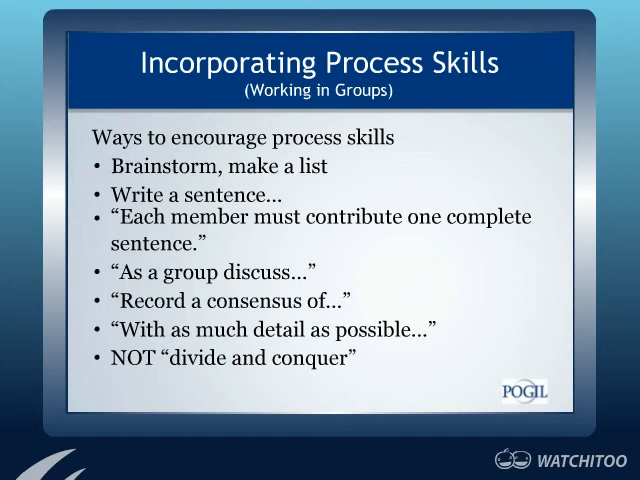 Incorporating Process Skills
(Working in Groups)
Ways to encourage process skills
• Brainstorm, make a list
• Write a sentence…
• “Each member must contribute one complete
sentence.”
• “As a group discuss…”
• “Record a consensus of…”
• “With as much detail as possible…”
• NOT “divide and conquer”
POGIL
WATCHITOO